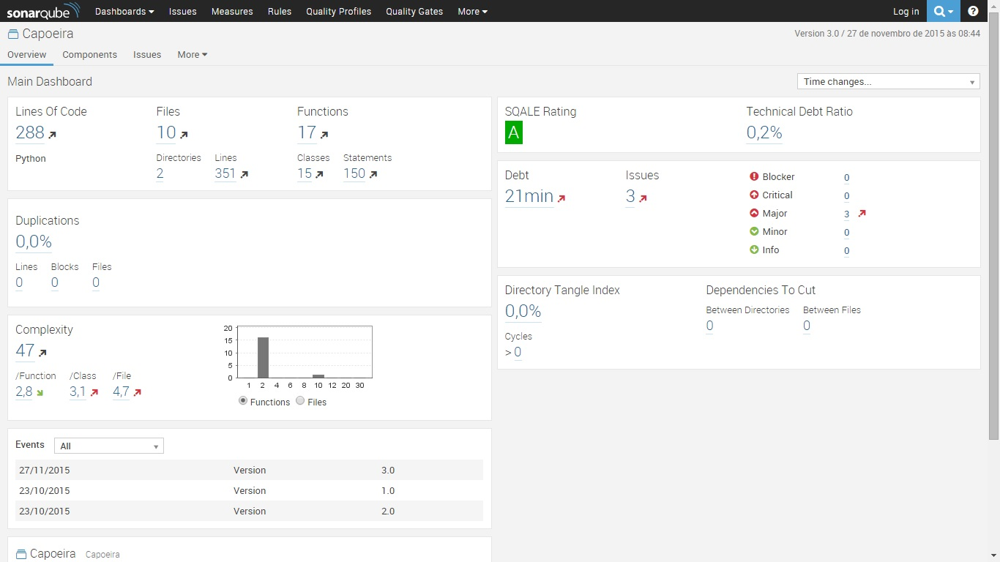 sonarqube Dashboards Issues Measures Rules Quality Profiles Quality Gates More Log in
Capoeira
Version 3.0 / 27 de novembro de 2015 às 08:44
Overview Components Issues More
Main Dashboard
Time changes...
Lines Of Code Files Functions
288 10 17
Python
Directories Lines Classes Statements
2 351 15 150
Duplications
0,0%
Lines Blocks Files
0 0 0
Complexity
47
/Function /Class /File
2,8 3,1 4,7
20
15
10
5
0
1 2 4 6 8 10 12 20 30
Functions Files
Events All
27/11/2015 Version 3.0
23/10/2015 Version 1.0
23/10/2015 Version 2.0
Capoeira Capoeira
SQALE Rating Technical Debt Ratio
A 0,2%
Debt Issues
21min 3
Blocker 0
Critical 0
Major 3
Minor 0
Info 0
Directory Tangle Index Dependencies To Cut
0,0%
Between Directories Between Files
0 0
Cycles
> 0